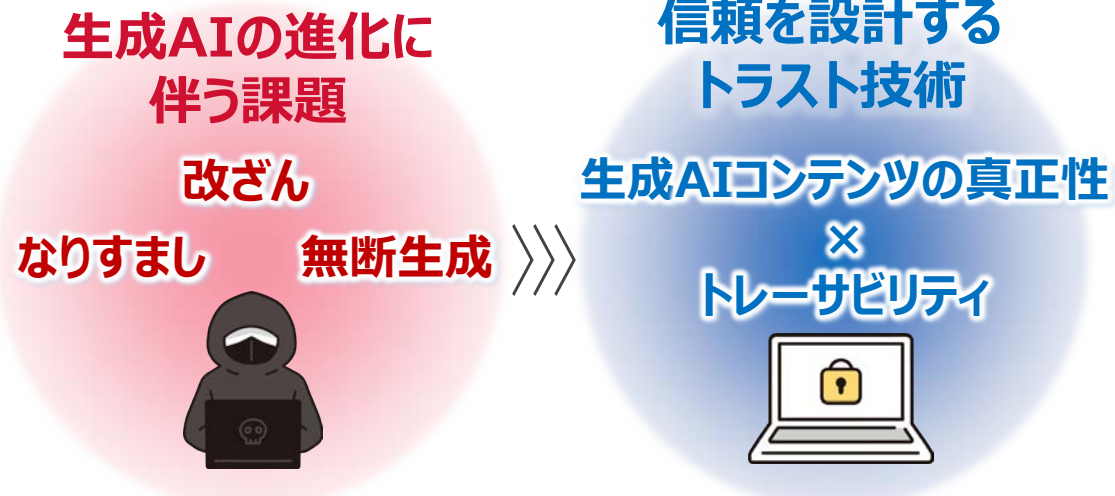 生成AIの進化に
伴う課題
改ざん
なりすまし
無断生成
信頼を設計する
トラスト技術
生成AIコンテンツの真正性
×
トレーサビリティ